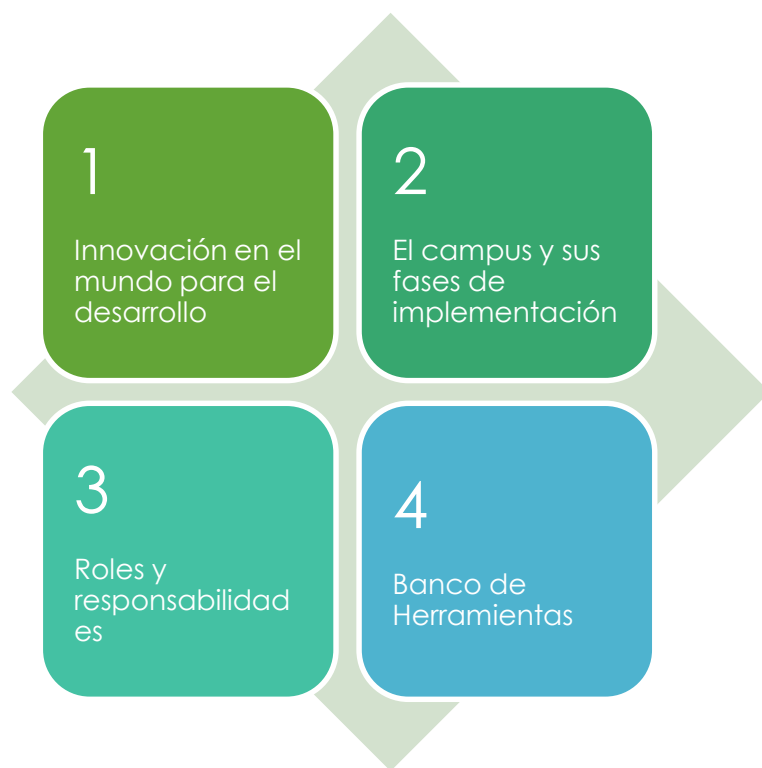 1
Innovación en el
mundo para el
desarrollo
2
El campus y sus
fases de
implementación
3
Roles y
responsabilidad
es
4
Banco de
Herramientas